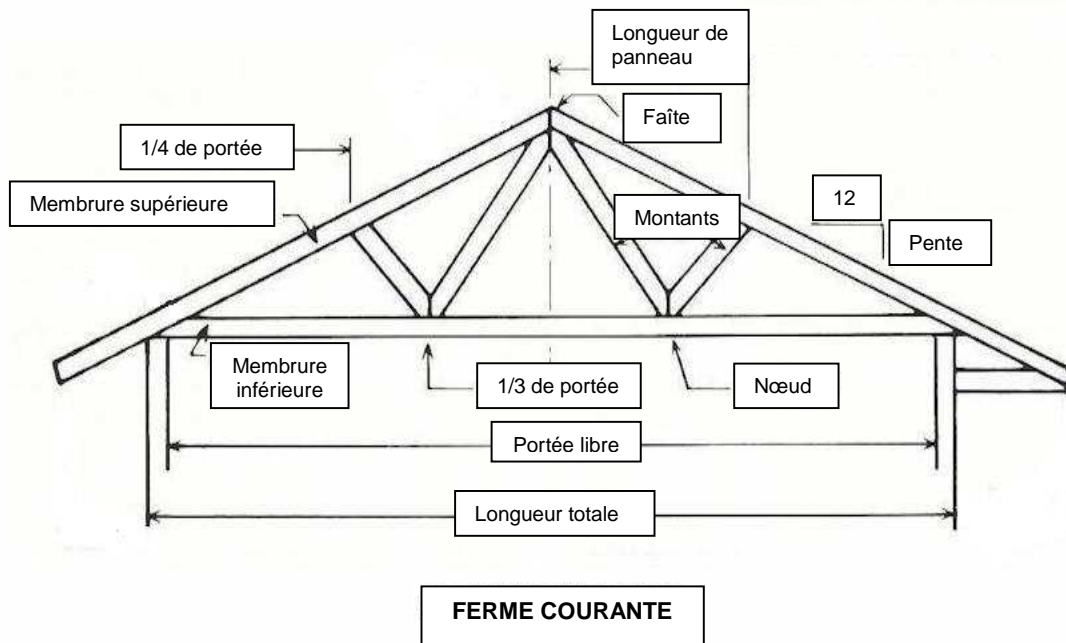 Longueur de
panneau
Faîte
1/4 de portée
12
Membrure supérieure
Montants
Pente
Membrure
inférieure
1/3 de portée
Nœud
Portée libre
Longueur totale
FERME COURANTE